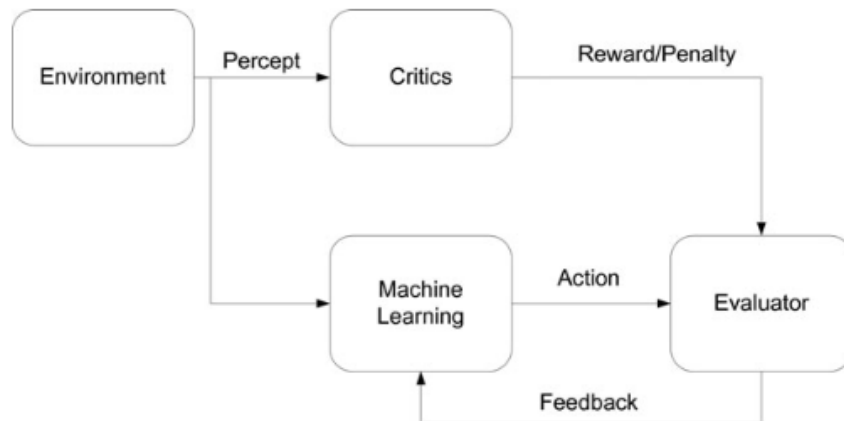 Environment
Percept
Critics
Reward/Penalty
Machine
Learning
Action
Evaluator
Feedback